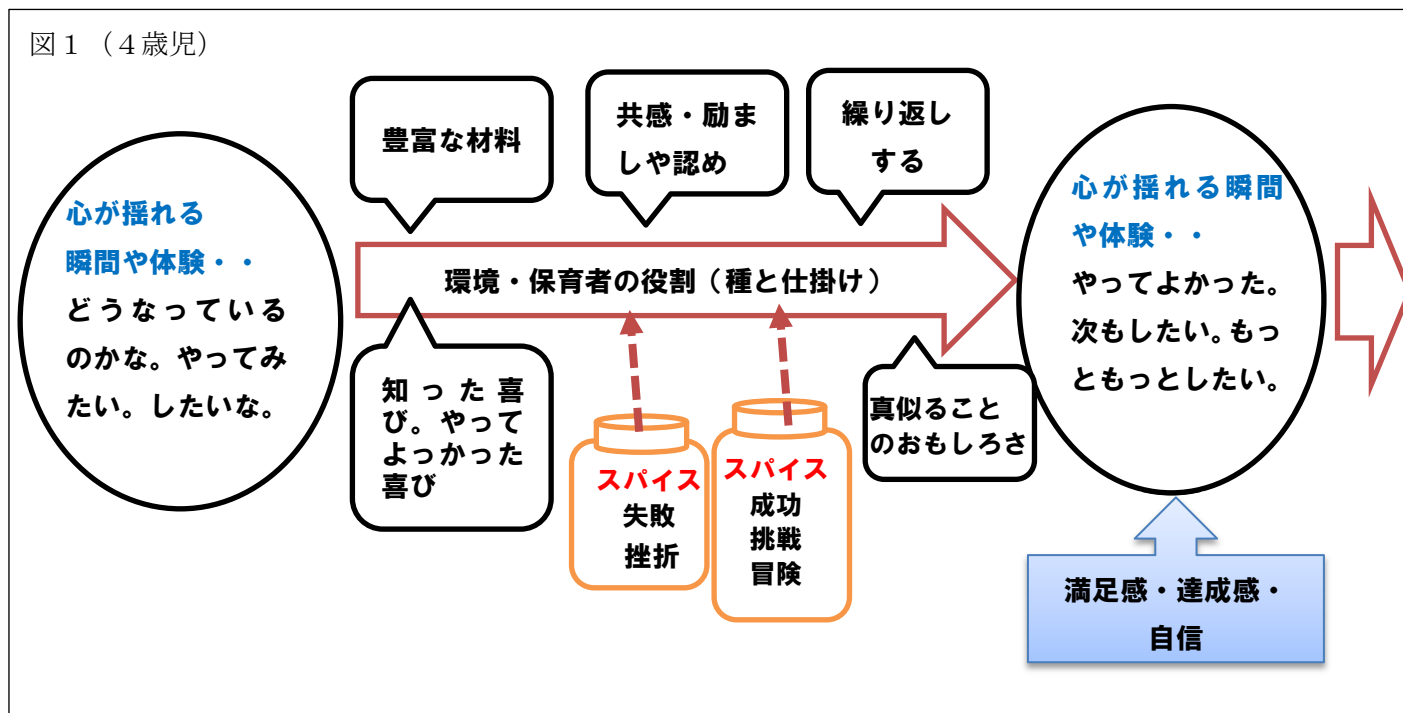 図1（4歳児）
豊富な材料
共感・励ま
しや認め
繰り返し
する
心が揺れる
瞬間や体験・・
どうなっている
のかな。やってみ
たい。したいな。
環境・保育者の役割（種と仕掛け）
心が揺れる瞬間
や体験・・
やってよかった。
次もしたい。もっ
ともっとしたい。
知った喜
び。やって
よっかった
喜び
スパイス
失敗
挫折
スパイス
成功
挑戦
冒険
真似ること
のおもしろさ
満足感・達成感・
自信